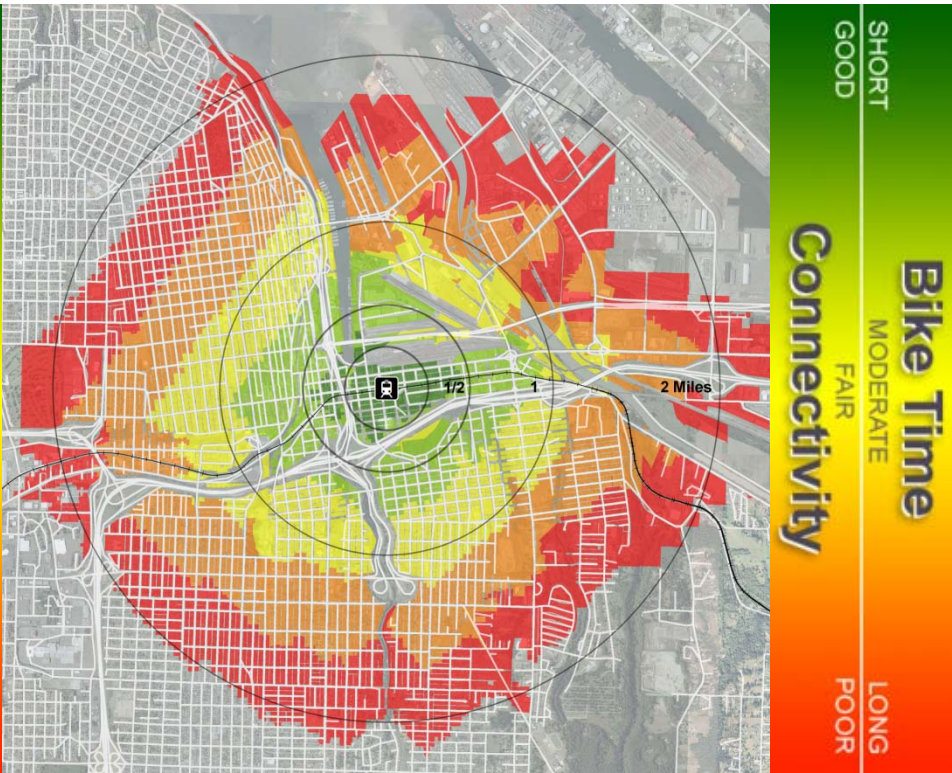 1/2
1
2 Miles
Bike Time
SHORT
MODERATE
LONG
GOOD
FAIR
POOR
Connectivity